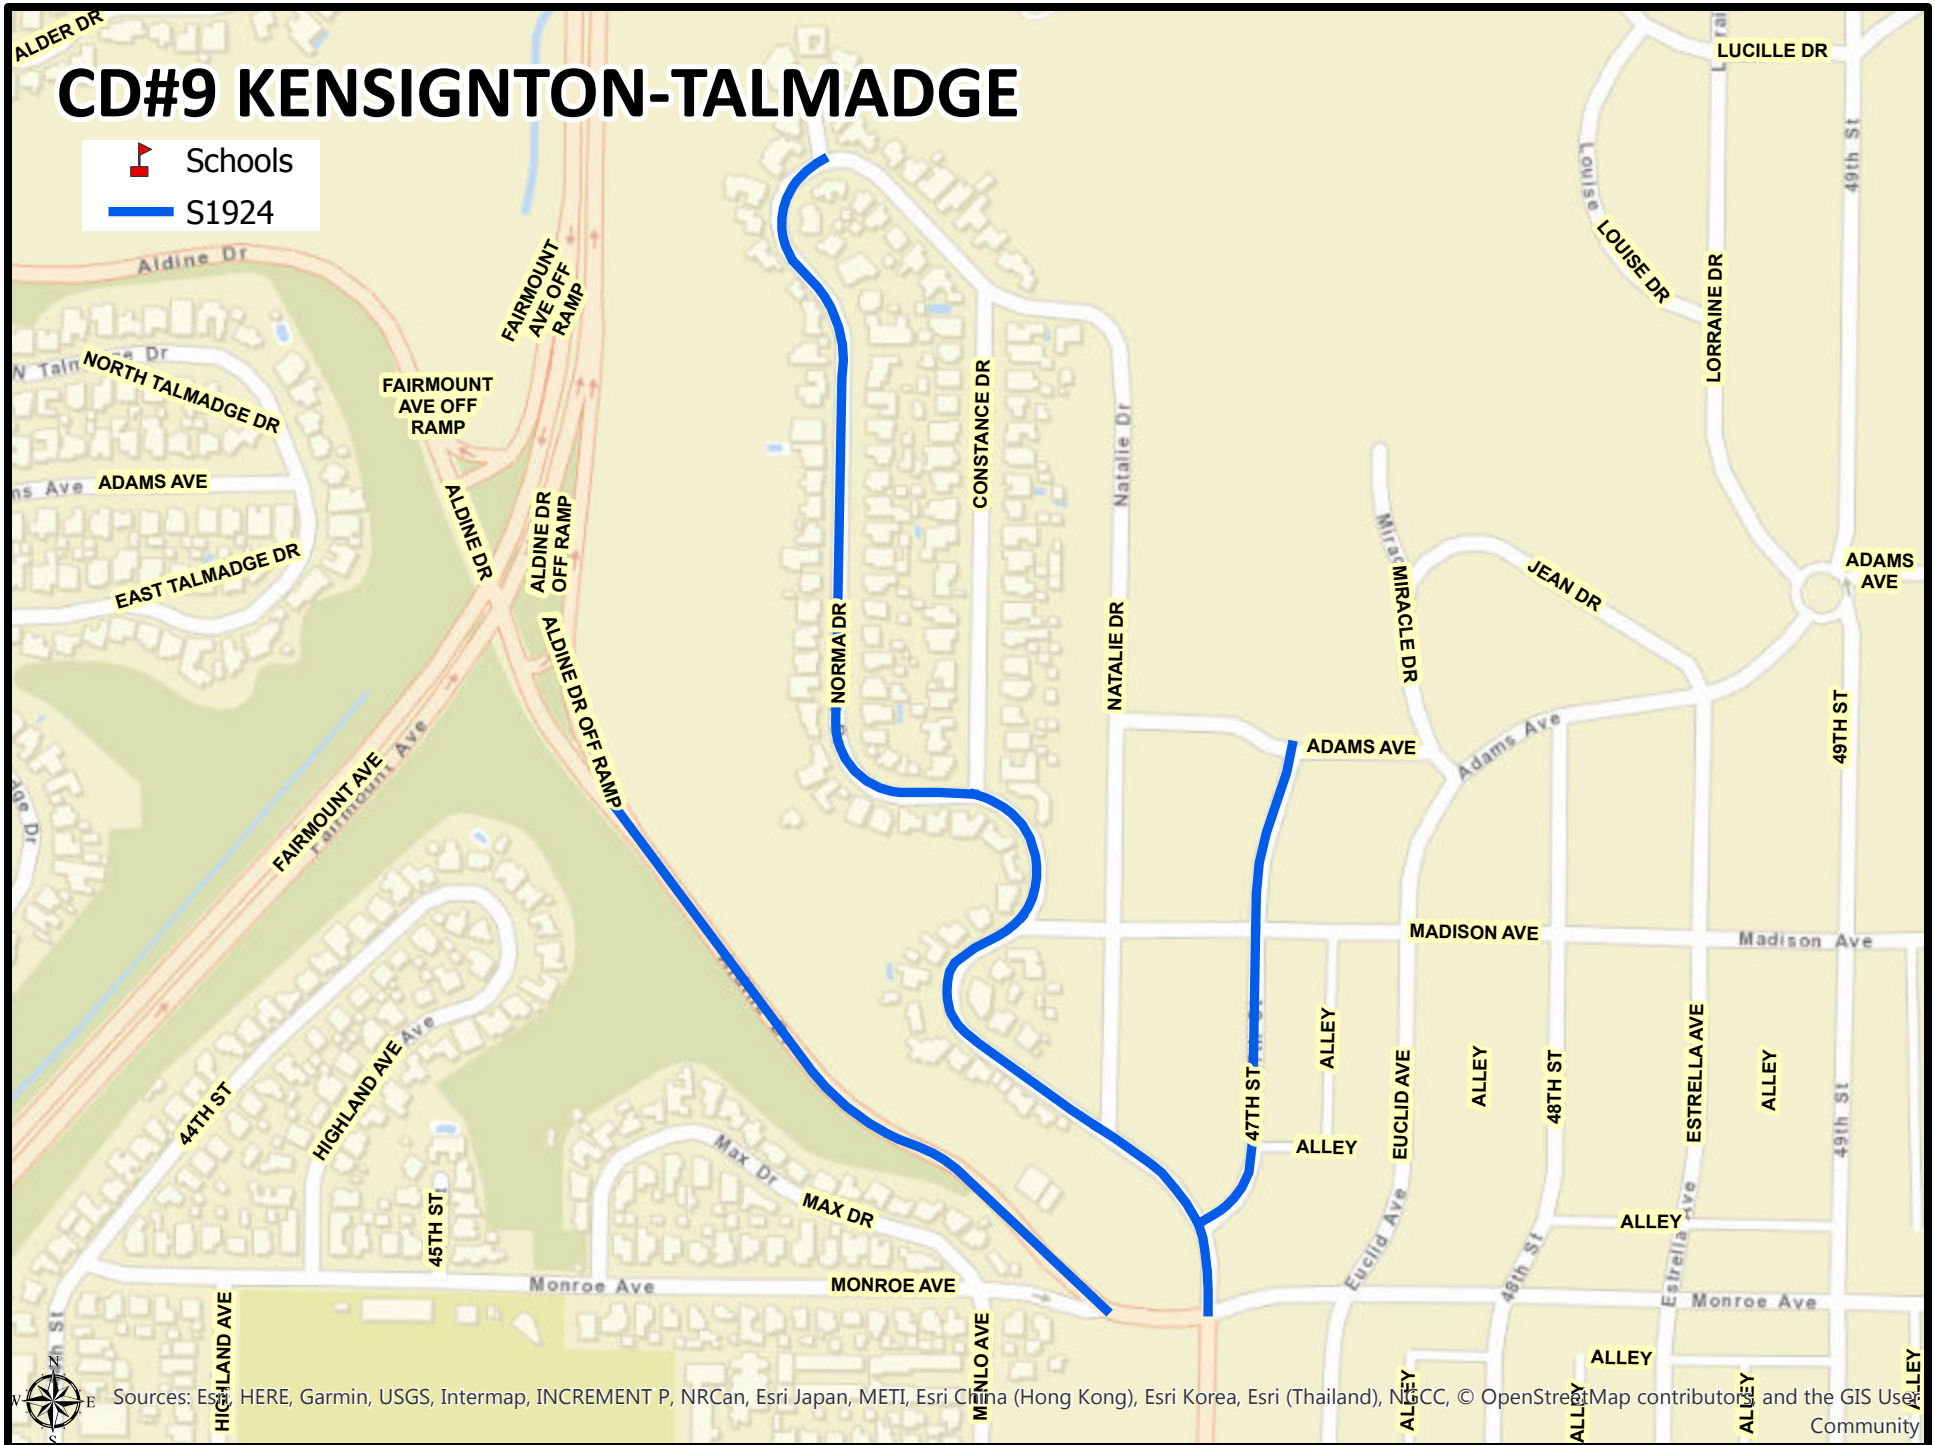 ALDER DR
CD#9 KENSIGNTON-TALMADGE
Schools
S1924
LUCILLE DR
49th St
Louise
LOUISE DR
LORRAINE DR
Aldine Dr
FAIRMOUNT
AVE OFF
RAMP
NORTH TALMADGE DR
FAIRMOUNT
AVE OFF
RAMP
CONSTANCE DR
Natalie Dr
ADAMS AVE
ALDINE DR
ALDINE DR
OFF RAMP
EAST TALMADGE DR
MIRACLE DR
JEAN DR
ADAMS
AVE
NORMA DR
NATALIE DR
ALDINE DR OFF RAMP
49TH ST
ADAMS AVE
Adams Ave
FAIRMOUNT AVE
Fairmount Ave
MADISON AVE
Madison Ave
44TH ST
HIGHLAND AVE
Ave
47TH ST
ALLEY
EUCLID AVE
ALLEY
48TH ST
ESTRELLA AVE
ALLEY
49th St
ALLEY
Max Dr
MAX DR
45TH ST
ALLEY
Euclid Ave
48th St
Estrella Ave
Monroe Ave
MONROE AVE
Monroe Ave
HIGHLAND AVE
MENLO AVE
ALLEY
ALLEY
ALLEY
ALLEY
ALLEY
N
W
E
S
Sources: Esri, HERE, Garmin, USGS, Intermap, INCREMENT P, NRCan, Esri Japan, METI, Esri China (Hong Kong), Esri Korea, Esri (Thailand), NGCC, © OpenStreetMap contributors, and the GIS User
Community